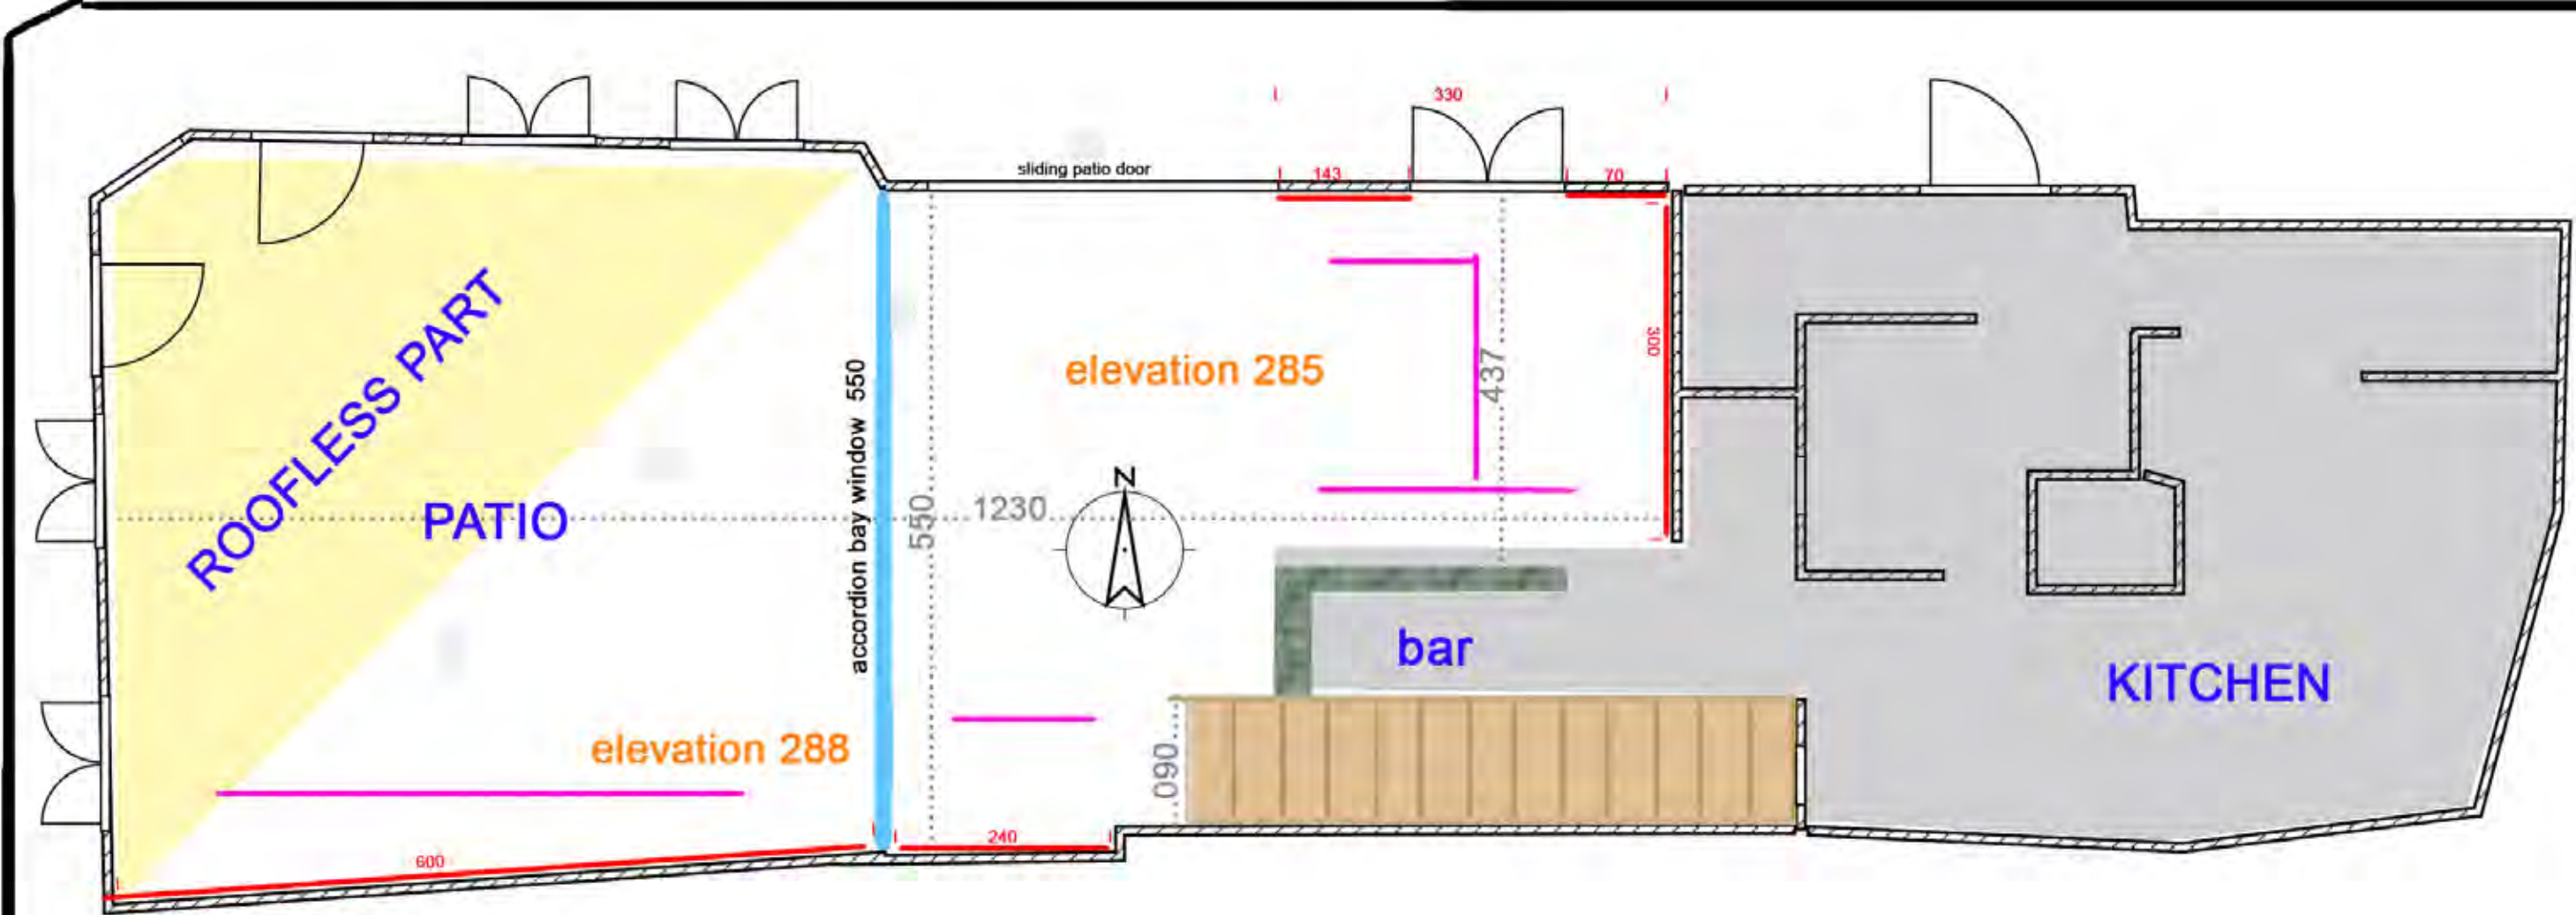 330
sliding patio door
143
70
300
437
elevation 285
ROOFLESS PART
PATIO
accordion bay window 550
550
1230
N
bar
KITCHEN
elevation 288
060
240
600